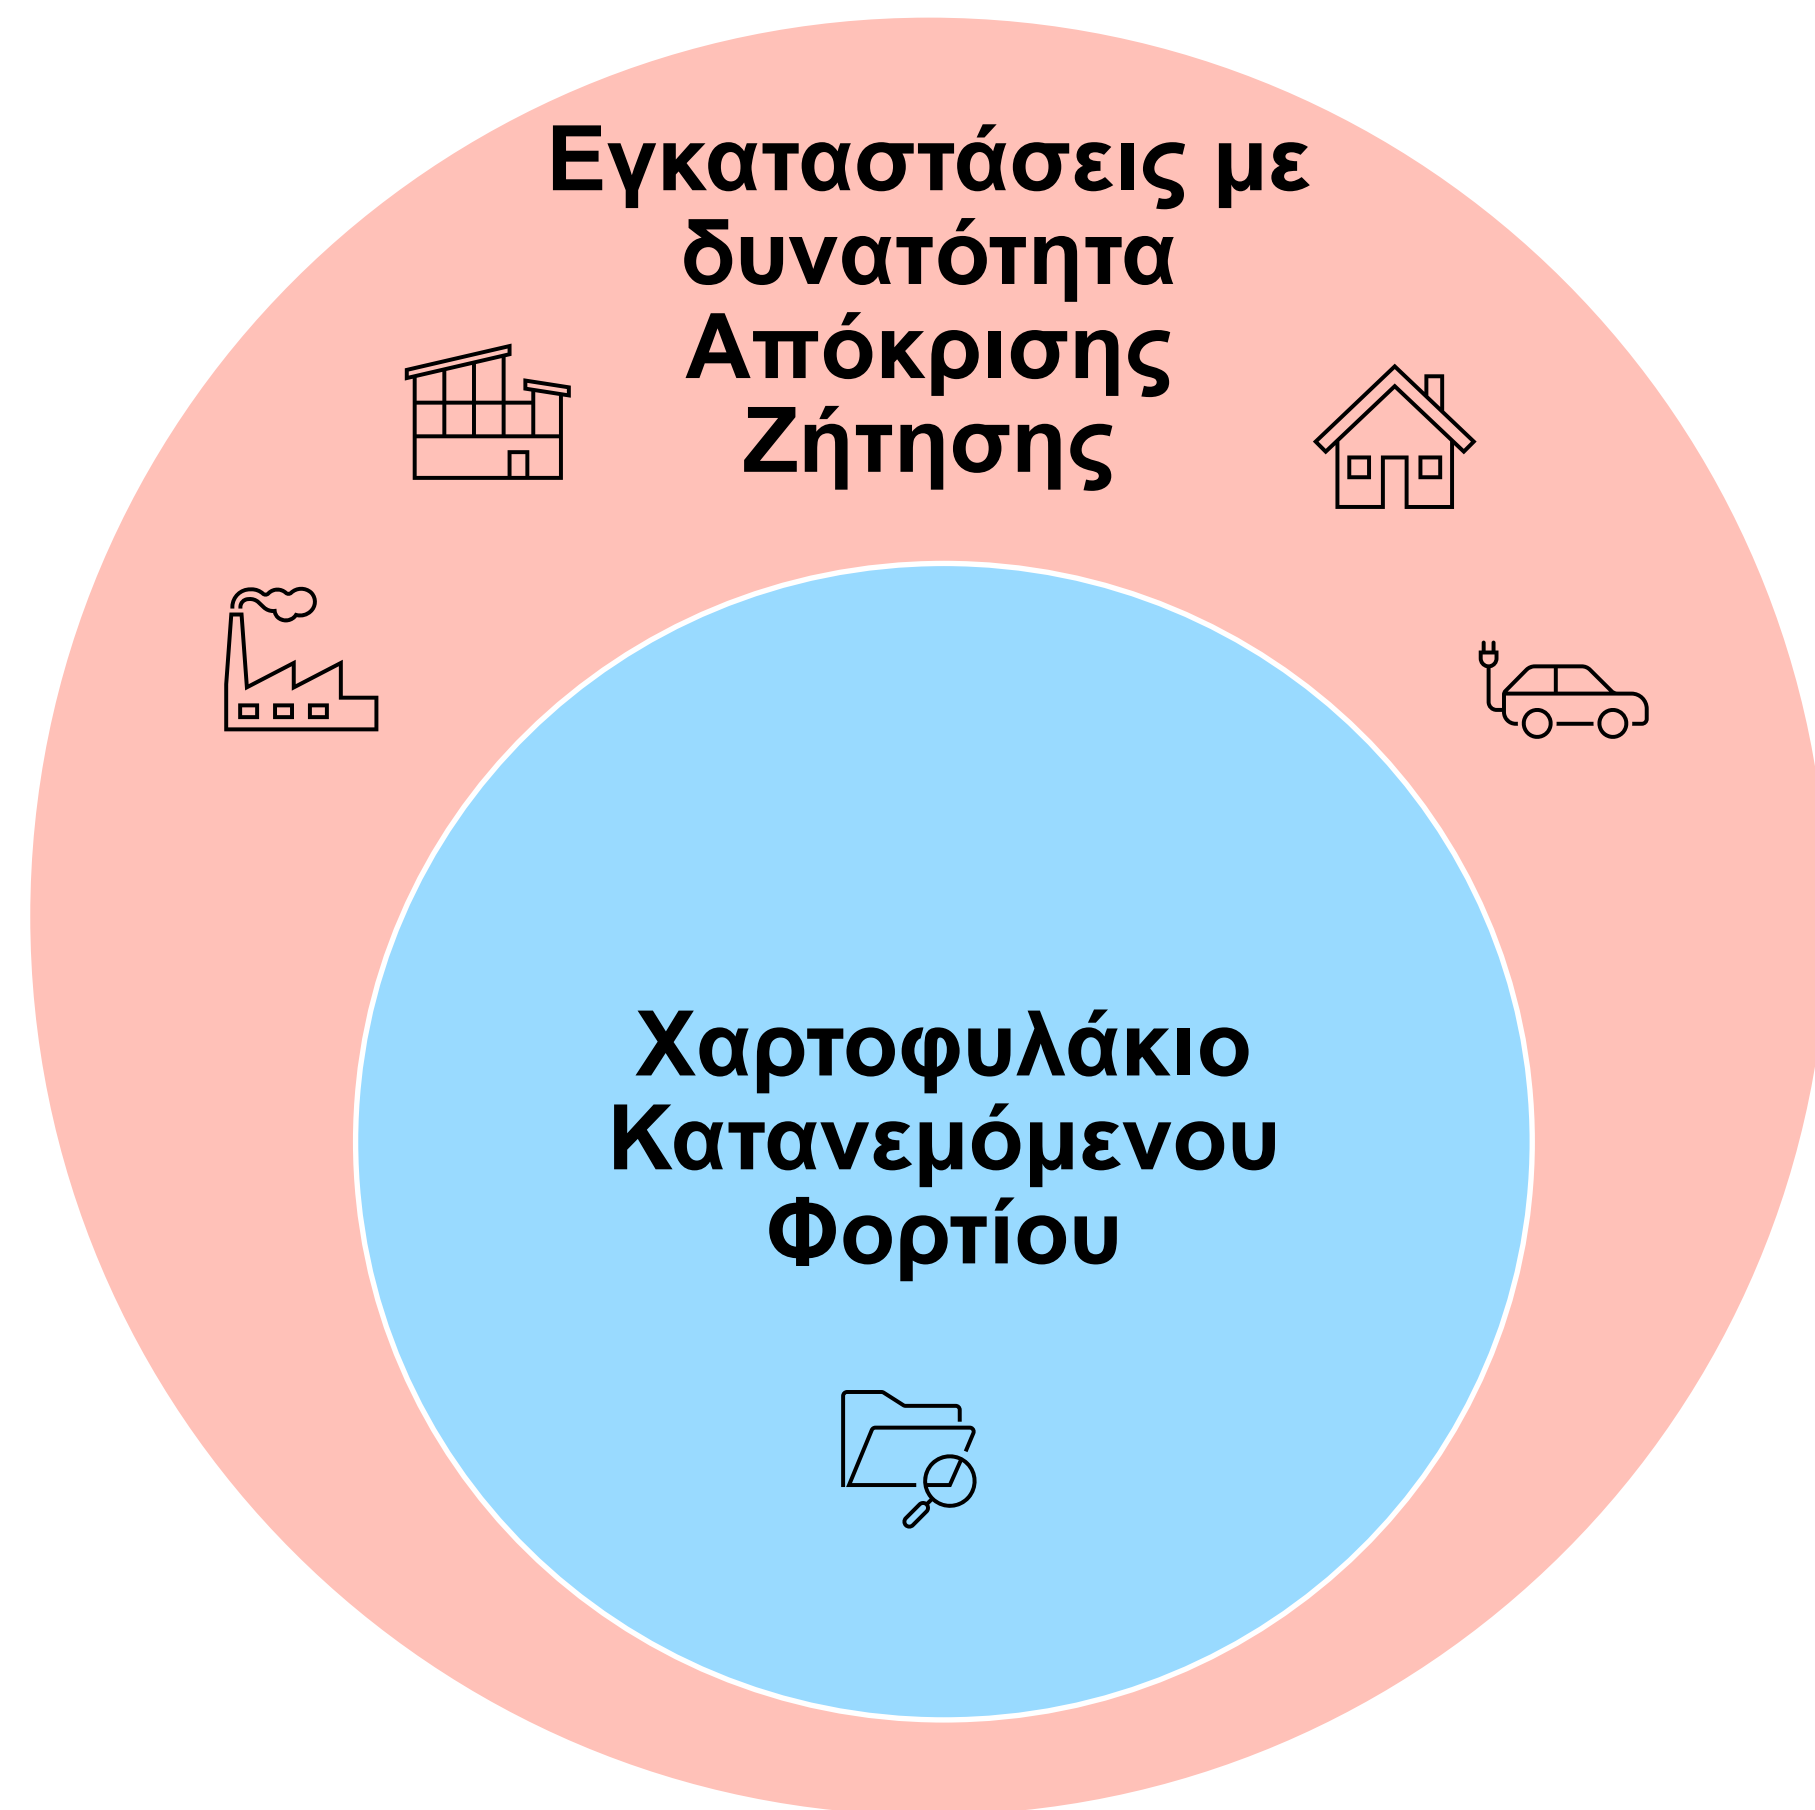 Εγκαταστάσεις με
δυνατότητα
Απόκρισης
Ζήτησης
Χαρτοφυλάκιο
Κατανεμόμενου
Φορτίου